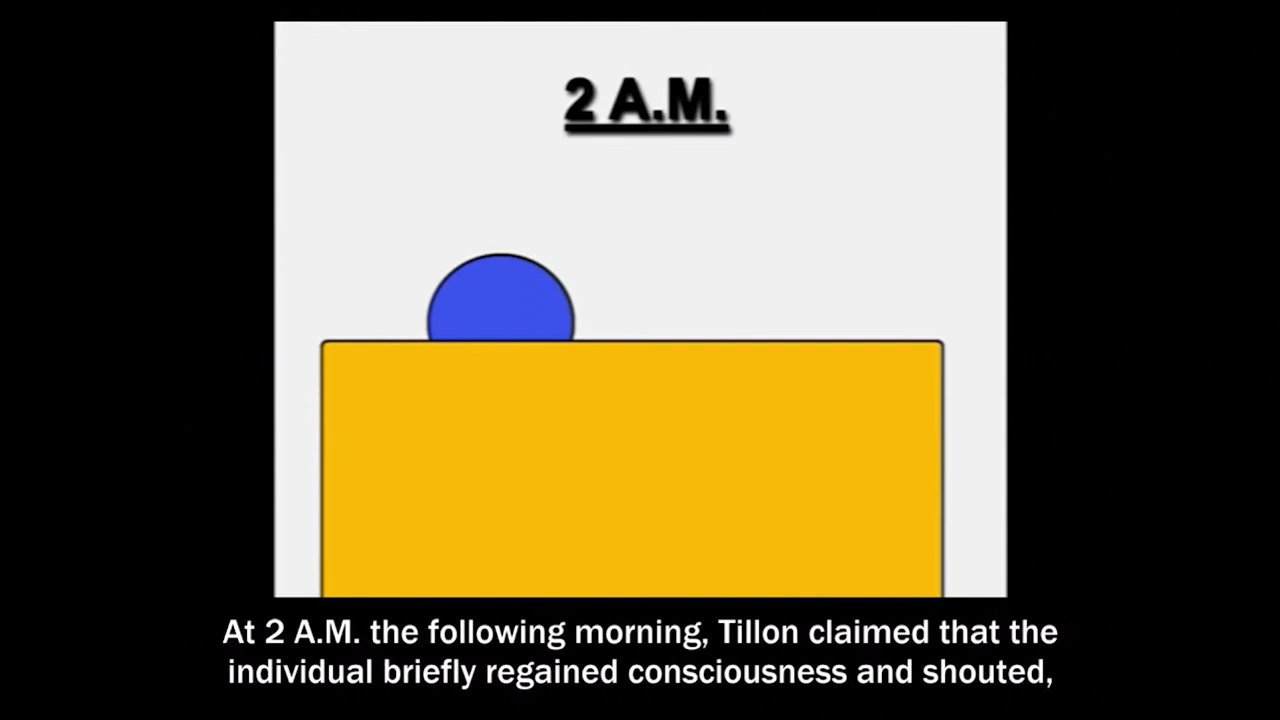 2 A.M.
At 2 A.M. the following morning, Tillon claimed that the
individual briefly regained consciousness and shouted,